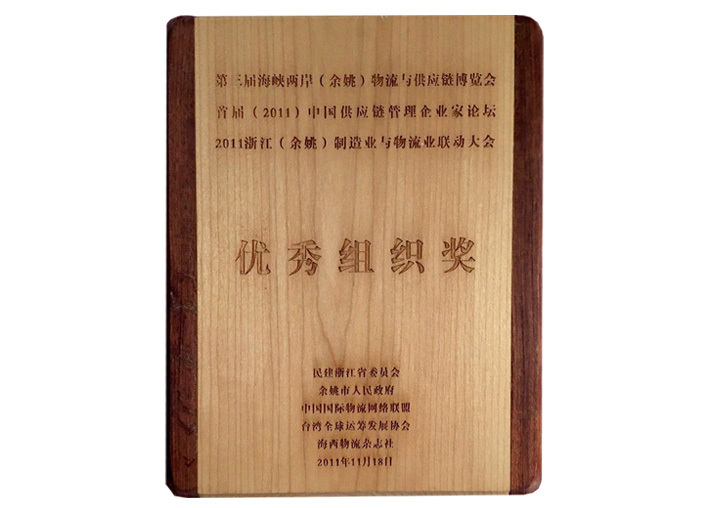 第三届海峡两岸（余姚）物流与供应链博览会
首届（2011）中国供应链管理企业家论坛
2011浙江（余姚）制造业与物流业联动大会
优秀组织奖
民建浙江省委员会
余姚市人民政府
中国国际物流网络联盟
台湾全球运筹发展协会
海西物流杂志社
2011年11月18日